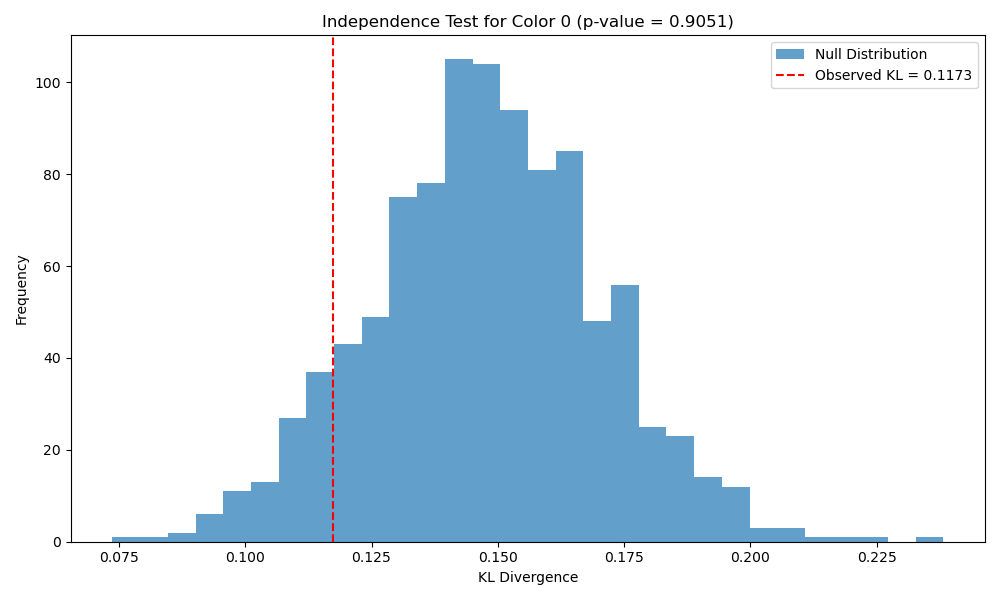 Independence Test for Color 0 (p-value = 0.9051)
Null Distribution
Observed KL = 0.1173
Frequency
100
80
60
40
20
0
0.075 0.100 0.125 0.150 0.175 0.200 0.225
KL Divergence